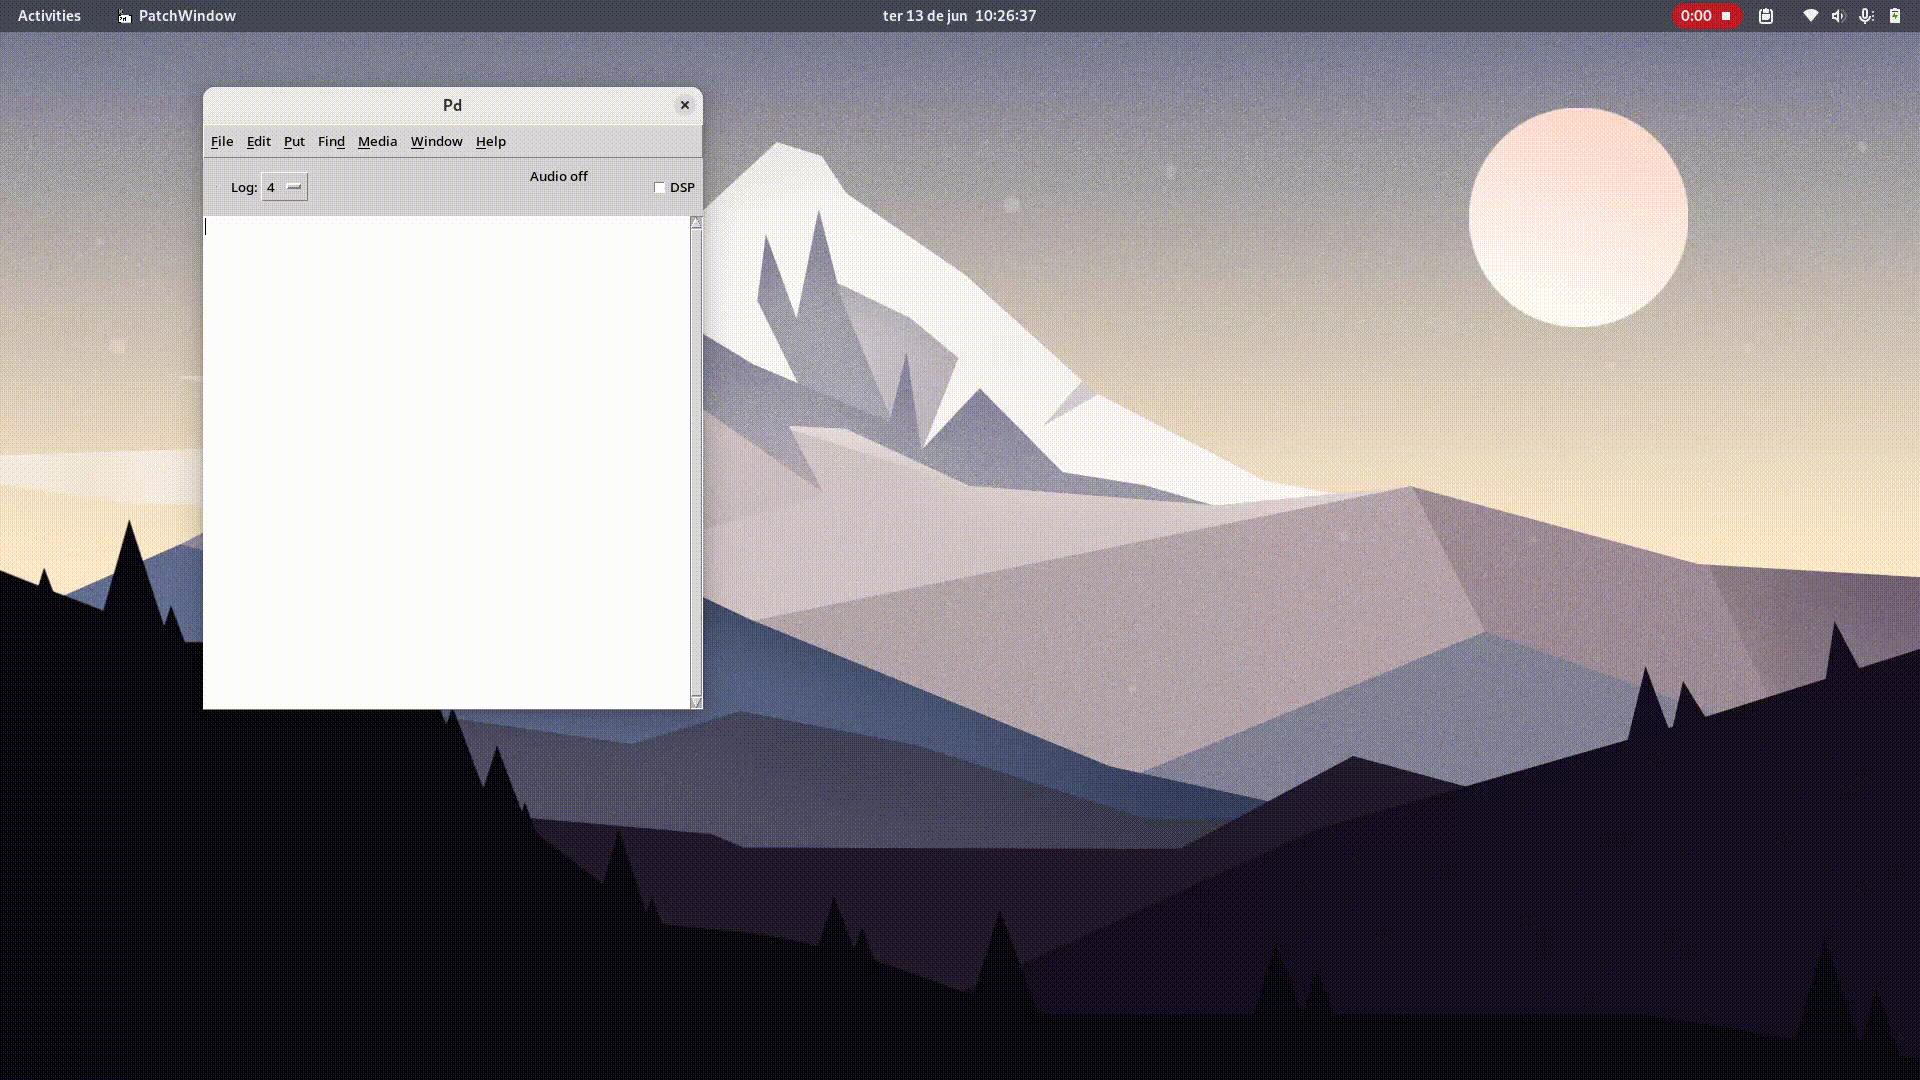 Activities PatchWindow ter 13 de jun 10:26:37 0:00
Pd
File Edit Put Find Media Window Help
Audio off
Log: 4 DSP